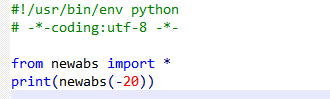 #!/usr/bin/env python
# -*-coding:utf-8 -*-
from newabs import *
print(newabs(-20))